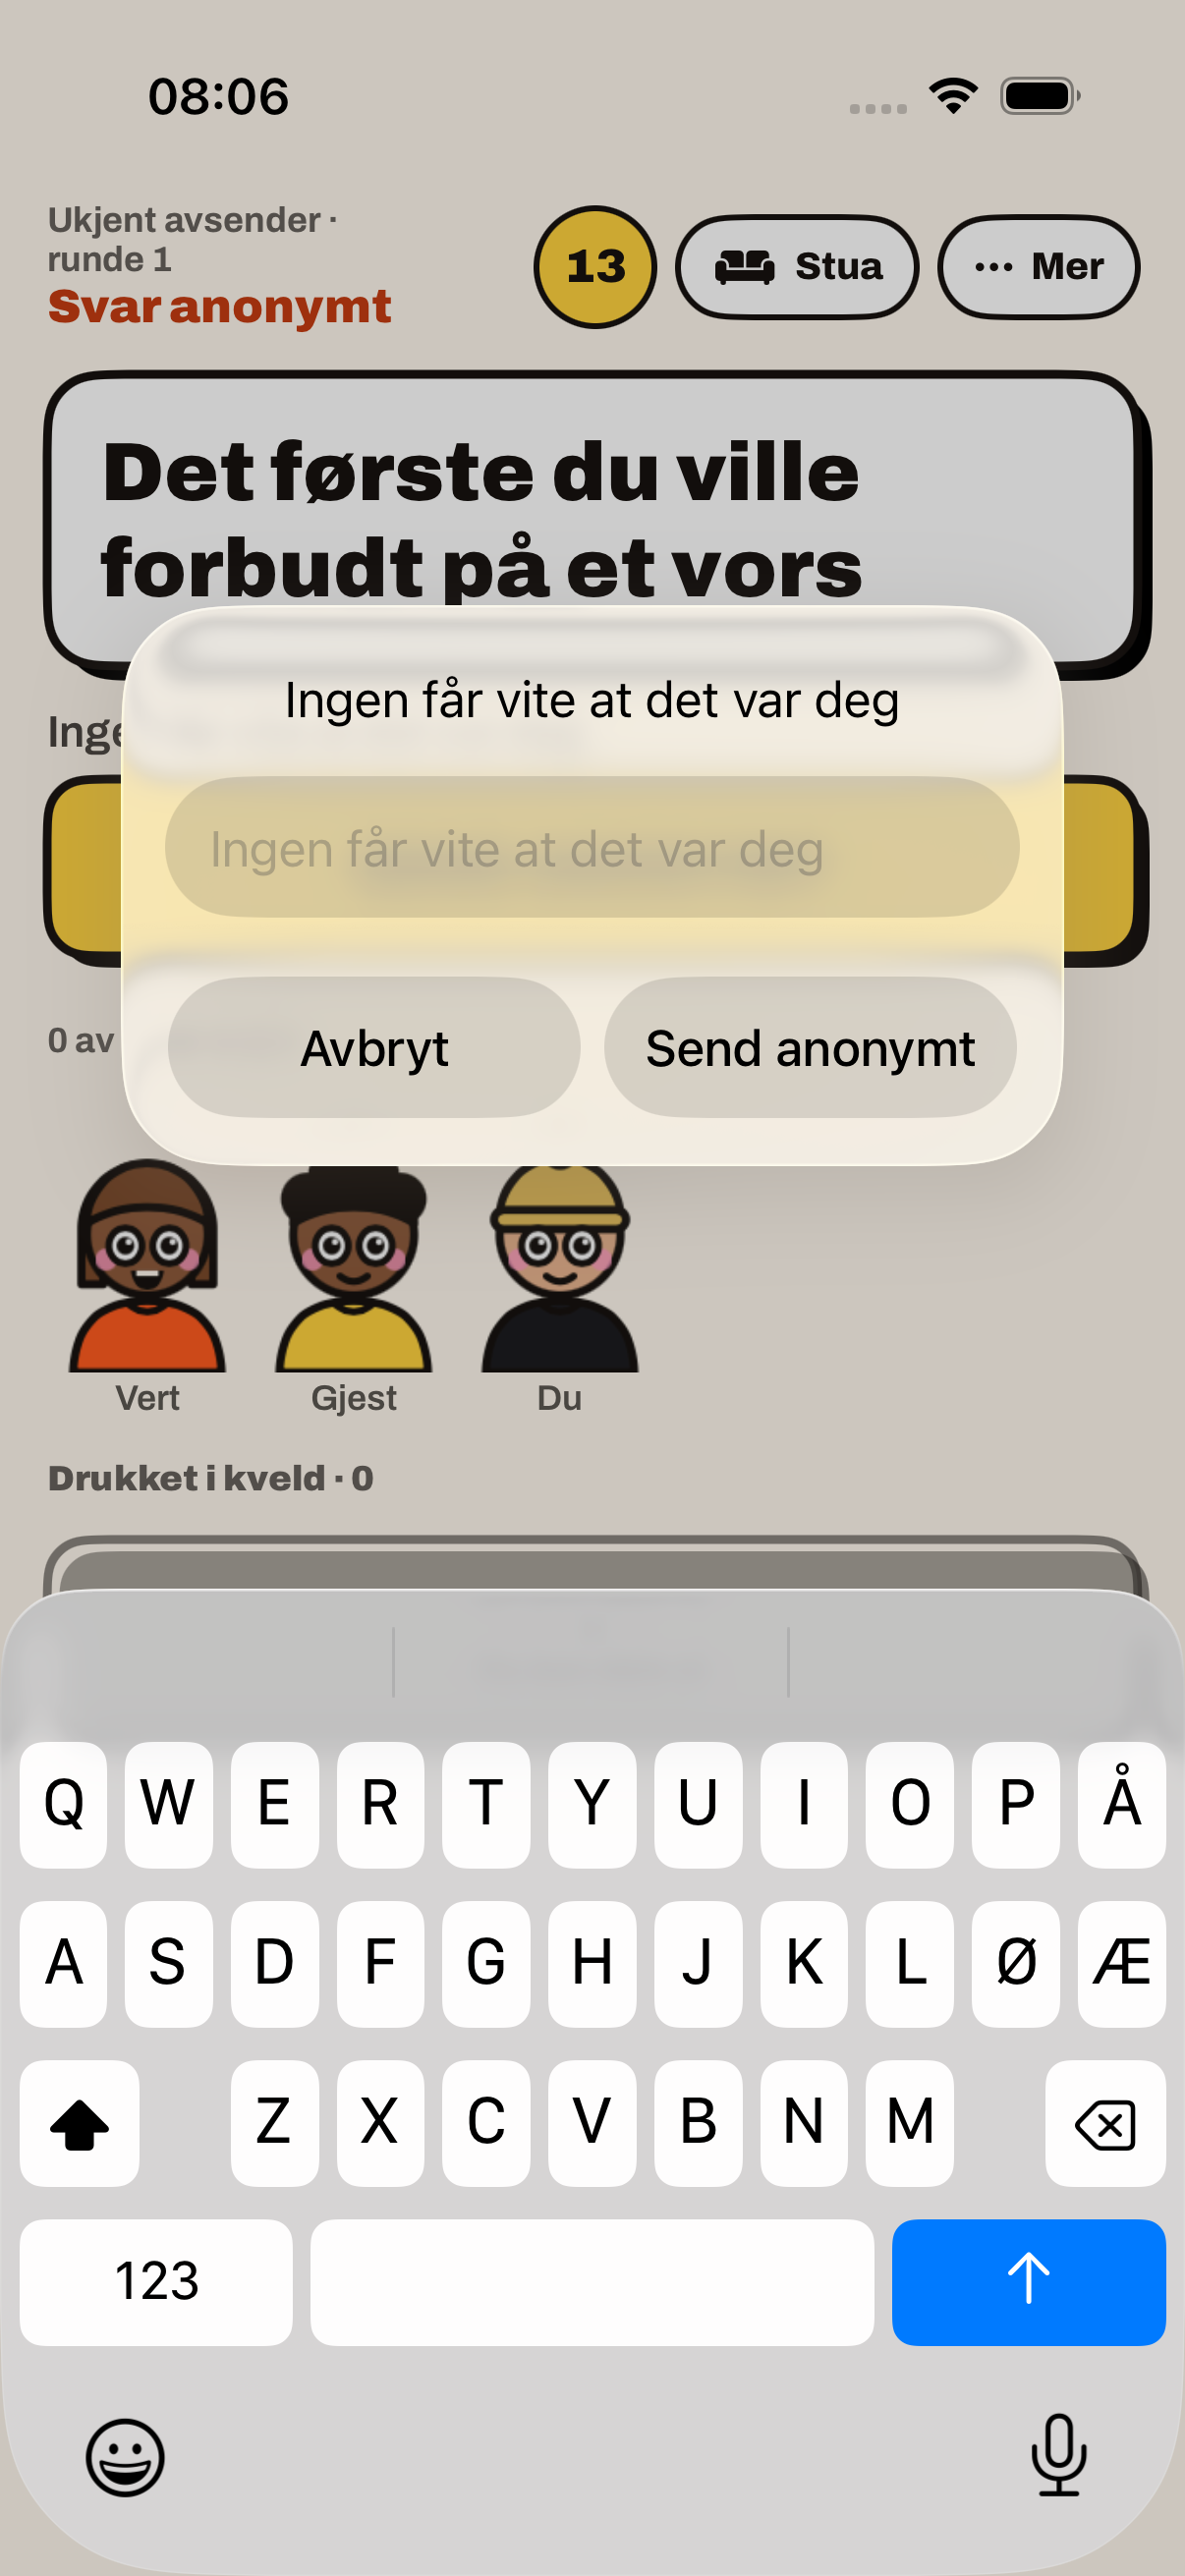 08:06
Ukjent avsender ·
runde 1
Svar anonymt
13
Stua
Mer
Det første du ville
forbudt på et vors
Ingen får vite at det var deg
Ingen får vite at det var deg
Avbryt
Send anonymt
0 av
Vert
Gjest
Du
Drukket i kveld · 0
Q W E R T Y U I O P Å
A S D F G H J K L Ø Æ
Z X C V B N M
123